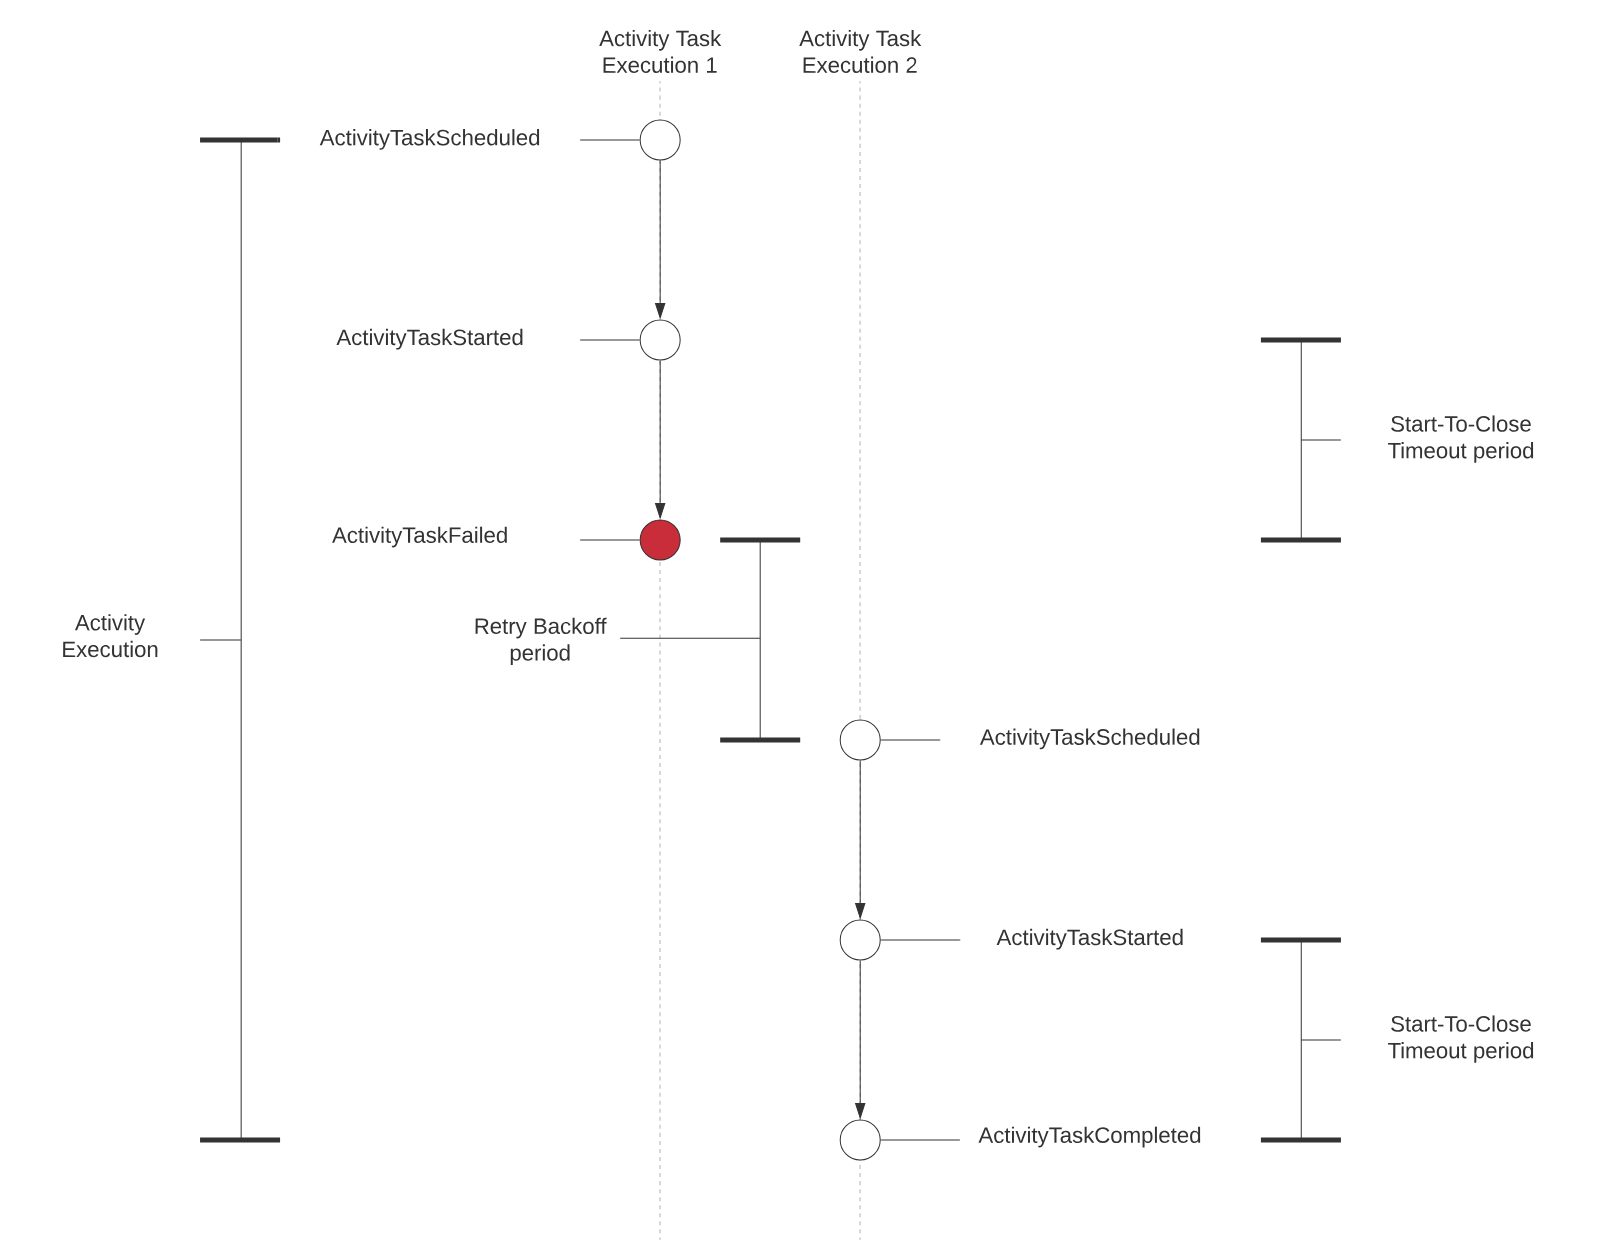 Activity Task
Execution 1
Activity Task
Execution 2
ActivityTaskScheduled
ActivityTaskStarted
Start-To-Close
Timeout period
ActivityTaskFailed
Activity
Execution
Retry Backoff
period
ActivityTaskScheduled
ActivityTaskStarted
Start-To-Close
Timeout period
ActivityTaskCompleted